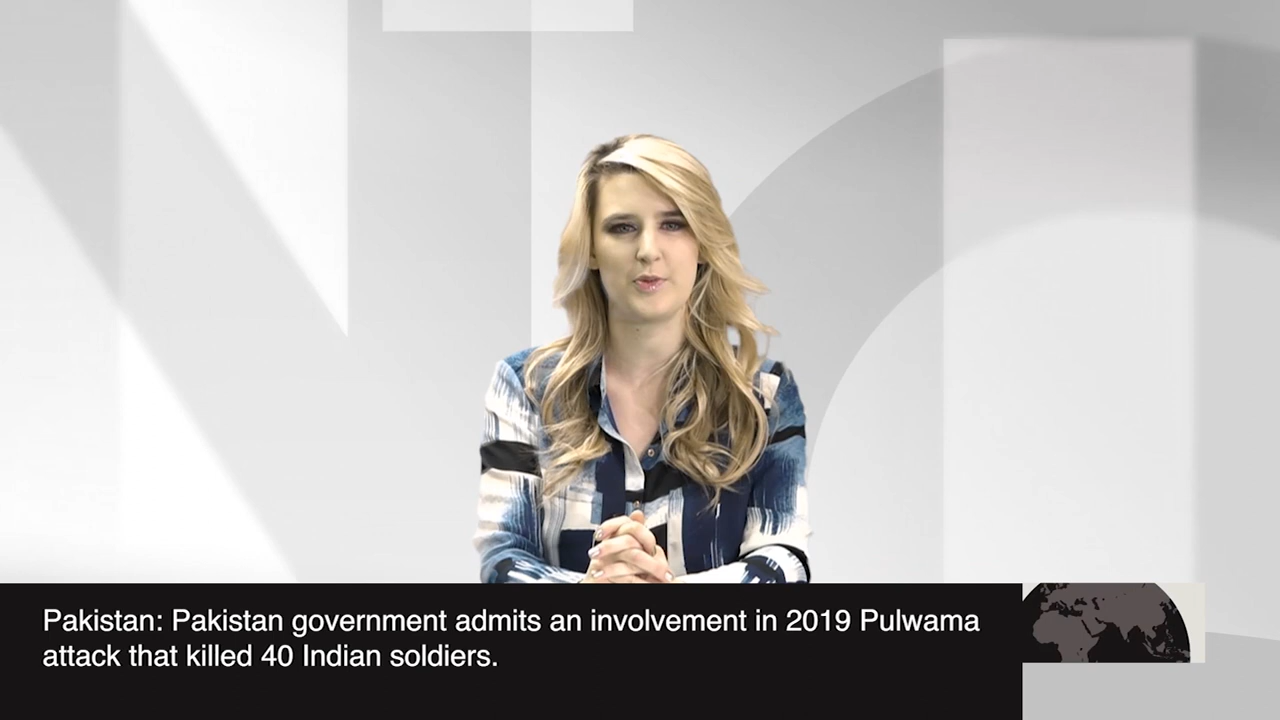 Pakistan: Pakistan government admits an involvement in 2019 Pulwama
attack that killed 40 Indian soldiers.